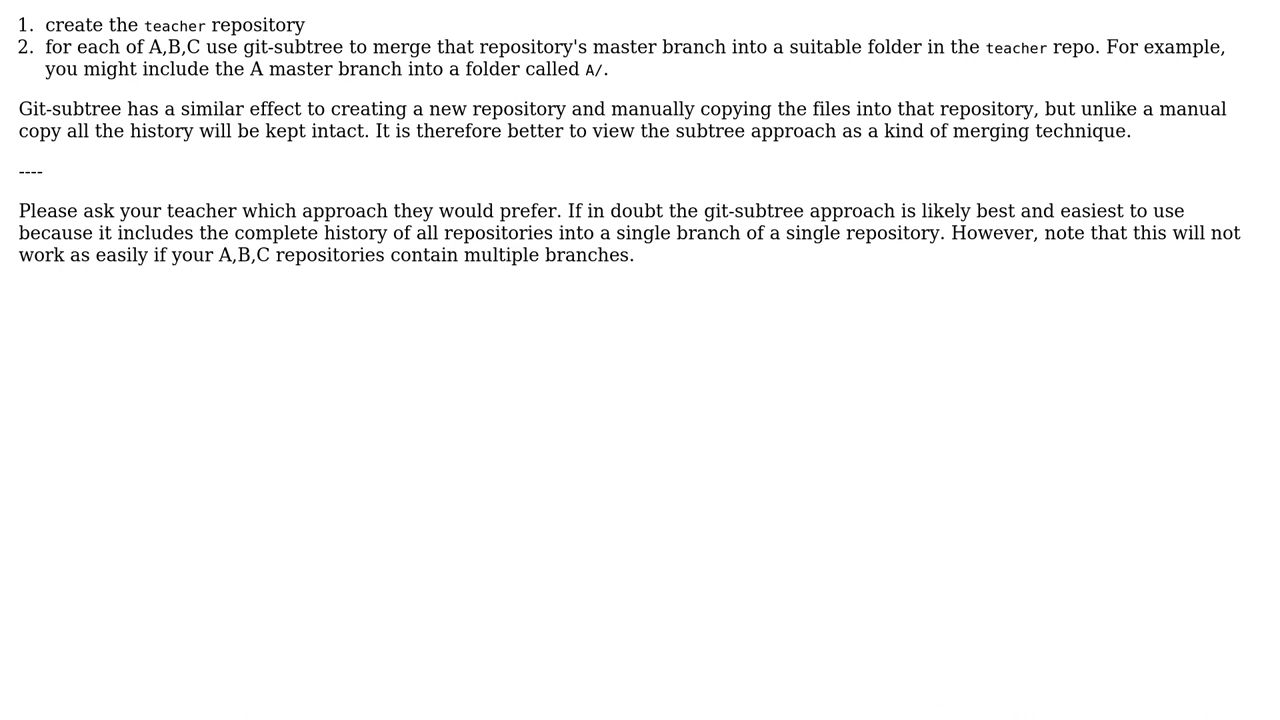 1. create the teacher repository
2. for each of A,B,C use git-subtree to merge that repository's master branch into a suitable folder in the teacher repo. For example,
you might include the A master branch into a folder called A/.
Git-subtree has a similar effect to creating a new repository and manually copying the files into that repository, but unlike a manual
copy all the history will be kept intact. It is therefore better to view the subtree approach as a kind of merging technique.
----
Please ask your teacher which approach they would prefer. If in doubt the git-subtree approach is likely best and easiest to use
because it includes the complete history of all repositories into a single branch of a single repository. However, note that this will not
work as easily if your A,B,C repositories contain multiple branches.